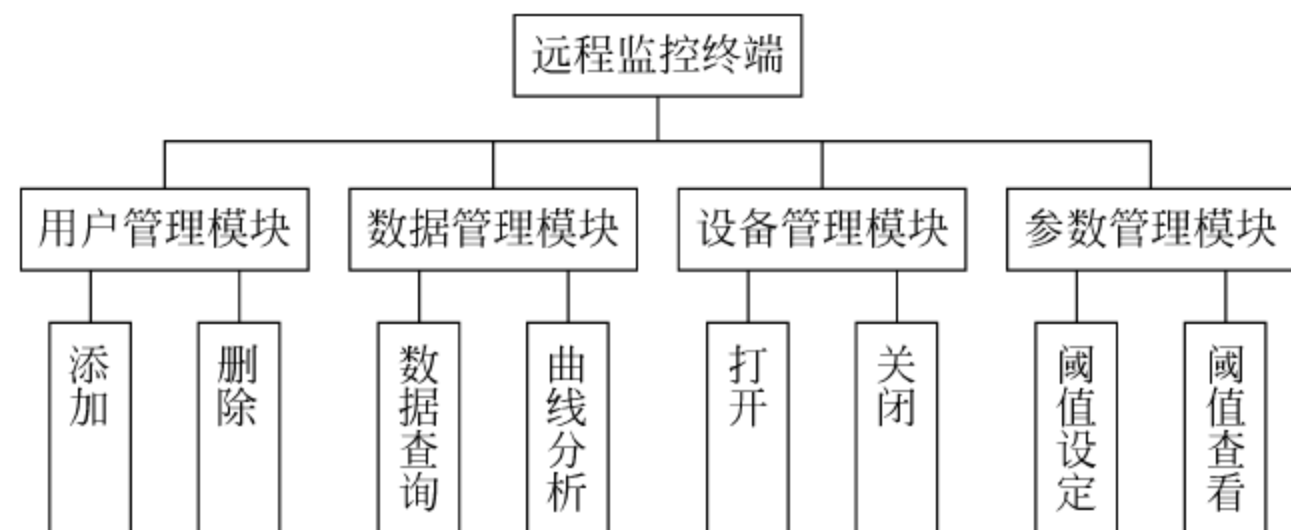 远程监控终端
用户管理模块
数据管理模块
设备管理模块
参数管理模块
添加
删除
数据查询
曲线分析
打开
关闭
阈值设定
阈值查看